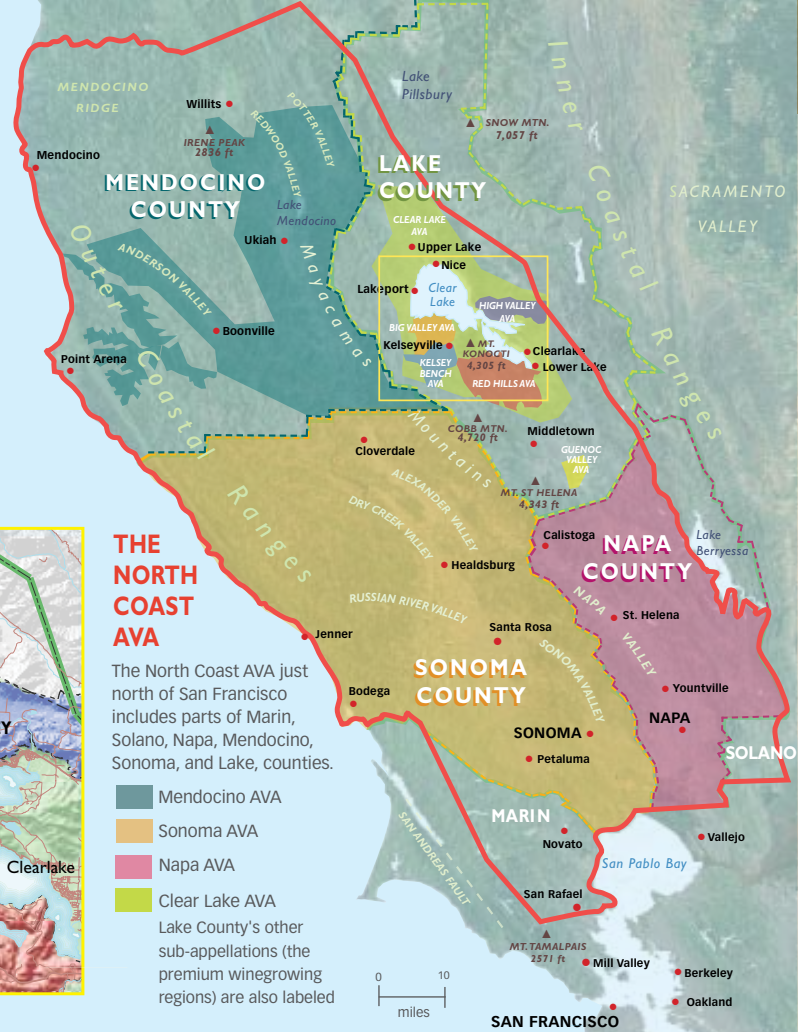 MENDOCINO
RIDGE
Willits
IRENE PEAK
2836 ft
REDWOOD VALLEY
POTTER VALLEY
Mendocino
MENDOCINO
COUNTY
Lake
Mendocino
Ukiah
Outer
Coastal
Ranges
ANDERSON VALLEY
Boonville
Point Arena
Mayacamas
Mountains
Lake
Pillsbury
SNOW MTN.
7,057 ft
Inner Coastal Ranges
SACRAMENTO
VALLEY
LAKE
COUNTY
CLEAR LAKE
AVA
Upper Lake
Nice
Lakeport
Clear
Lake
HIGH VALLEY
AVA
BIG VALLEY AVA
Kelseyville
MT.
KONOCTI
4,305 ft
Clearlake
Lower Lake
KELSEY
BENCH
AVA
RED HILLS AVA
COBB MTN.
4,720 ft
Middletown
GUENOC
VALLEY
AVA
MT. ST HELENA
4,343 ft
Cloverdale
ALEXANDER VALLEY
DRY CREEK VALLEY
Healdsburg
RUSSIAN RIVER VALLEY
Santa Rosa
SONOMA
COUNTY
SONOMA VALLEY
Jenner
Bodega
SONOMA
Petaluma
Calistoga
NAPA
COUNTY
Lake
Berryessa
NAPA
VALLEY
St. Helena
Yountville
NAPA
SOLANO
MARIN
Novato
Vallejo
San Pablo Bay
SAN ANDREAS FAULT
San Rafael
MT. TAMALPAIS
2571 ft
Mill Valley
Berkeley
Oakland
SAN FRANCISCO
THE
NORTH
COAST
AVA
The North Coast AVA just
north of San Francisco
includes parts of Marin,
Solano, Napa, Mendocino,
Sonoma, and Lake, counties.
Mendocino AVA
Sonoma AVA
Napa AVA
Clear Lake AVA
Lake County's other
sub-appellations (the
premium winegrowing
regions) are also labeled
0 10
miles
Y
Clearlake